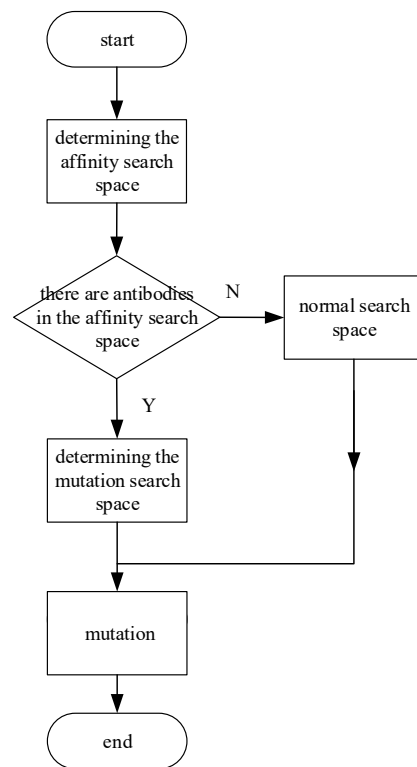 start
determining the
affinity search
space
there are antibodies
in the affinity search
space
N
normal search
space
Y
determining the
mutation search
space
mutation
end